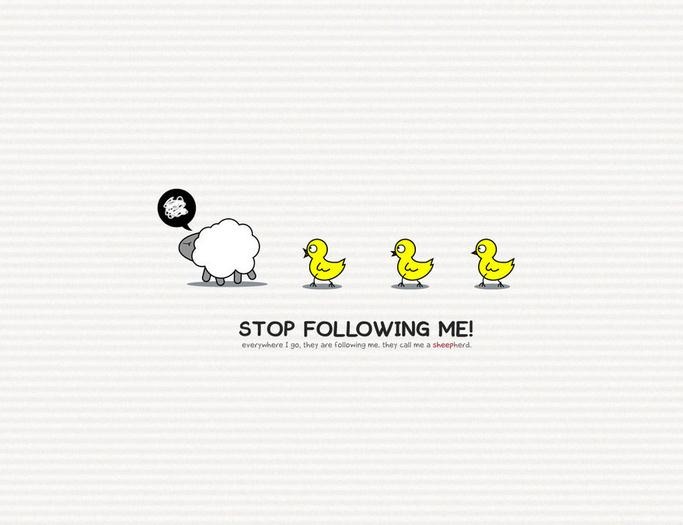 STOP FOLLOWING ME!
everywhere I go, they are following me. they call me a sheepherd.